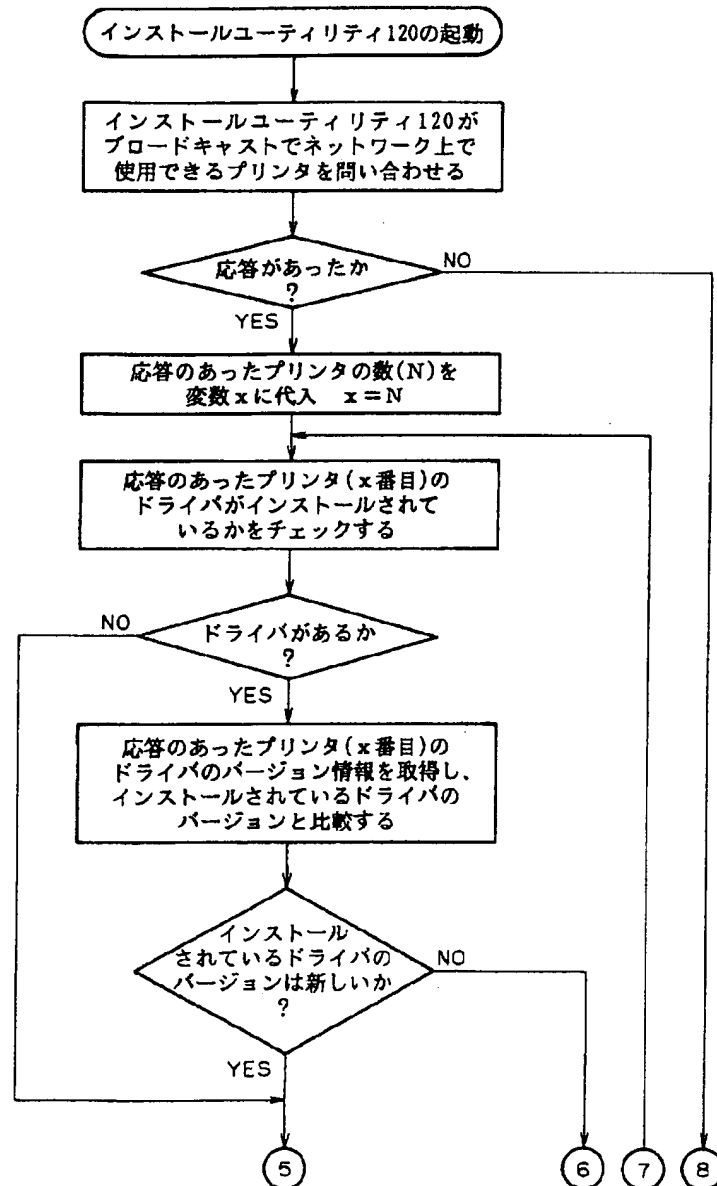 インストールユーティリティ120の起動
インストールユーティリティ120が
ブロードキャストでネットワーク上で
使用できるプリンタを問い合わせる
応答があったか
?
NO
YES
応答のあったプリンタの数(N)を
変数xに代入 x=N
応答のあったプリンタ(x番目)の
ドライバがインストールされて
いるかをチェックする
NO
ドライバがあるか
?
YES
応答のあったプリンタ(x番目)の
ドライバのバージョン情報を取得し、
インストールされているドライバの
バージョンと比較する
インストール
されているドライバの
バージョンは新しいか
?
NO
YES
5 6 7 8